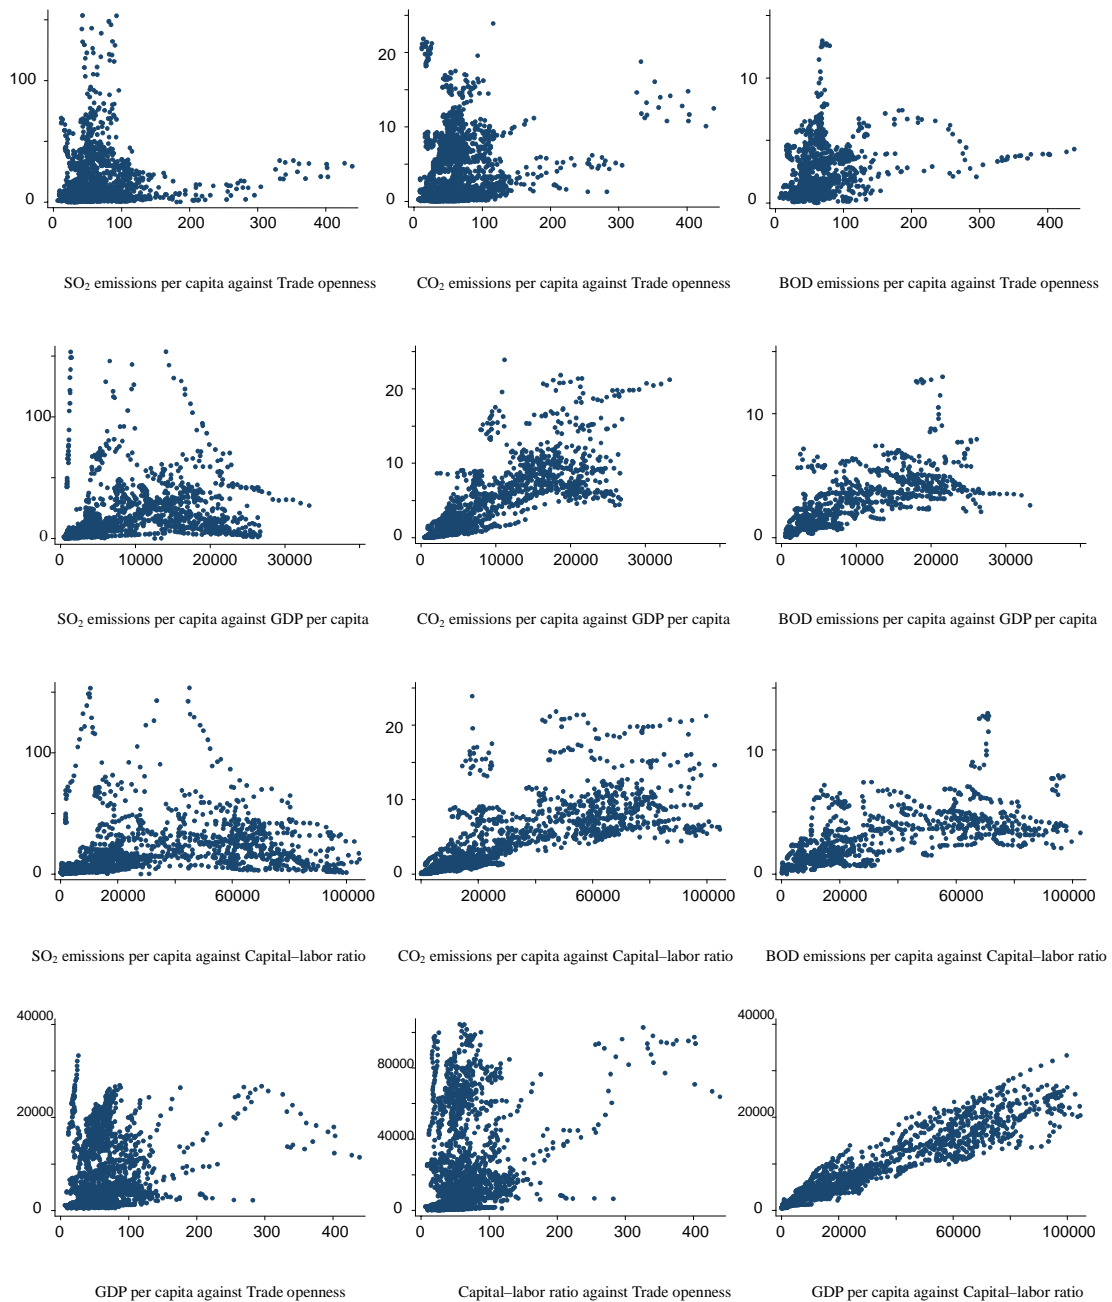 100
0
0 100 200 300 400
20
10
0
0 100 200 300 400
10
0
0 100 200 300 400
SO₂ emissions per capita against Trade openness
CO₂ emissions per capita against Trade openness
BOD emissions per capita against Trade openness
100
0
0 10000 20000 30000
20
10
0
0 10000 20000 30000
10
0
0 10000 20000 30000
SO₂ emissions per capita against GDP per capita
CO₂ emissions per capita against GDP per capita
BOD emissions per capita against GDP per capita
100
0
0 20000 60000 100000
20
10
0
20000 60000 100000
10
0
0 20000 60000 100000
SO₂ emissions per capita against Capital–labor ratio
CO₂ emissions per capita against Capital–labor ratio
BOD emissions per capita against Capital–labor ratio
40000
20000
0
0 100 200 300 400
80000
40000
0
0 100 200 300 400
40000
20000
0
0 20000 60000 100000
GDP per capita against Trade openness
Capital–labor ratio against Trade openness
GDP per capita against Capital–labor ratio